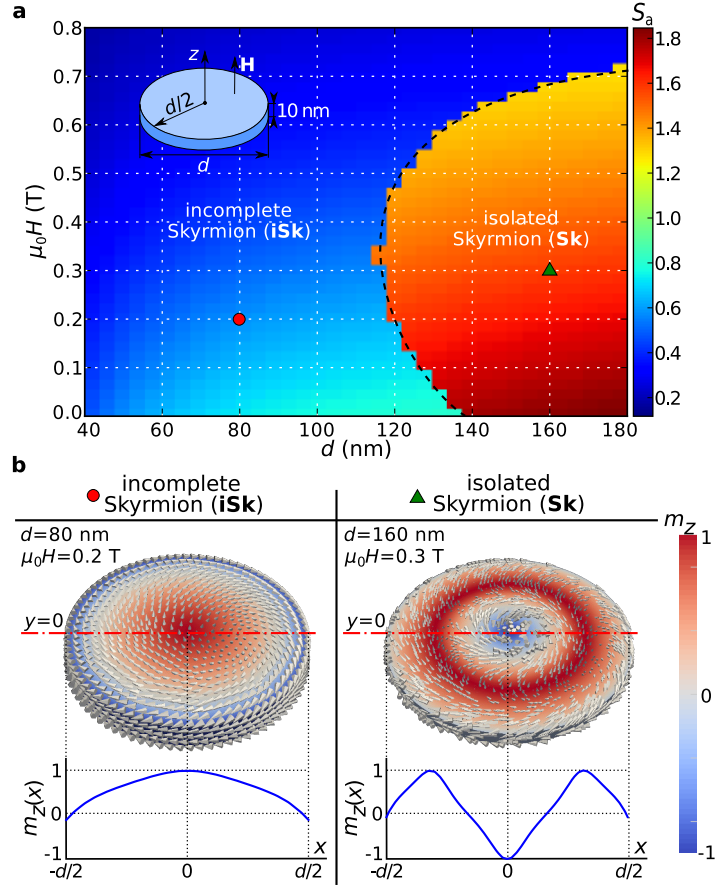 a
S_a
0.8
0.7
0.6
0.5
0.4
0.3
0.2
0.1
0.0
μ₀H (T)
z
H
d/2
10 nm
d
incomplete
Skyrmion (iSk)
isolated
Skyrmion (Sk)
40 60 80 100 120 140 160 180
d (nm)
1.8
1.6
1.4
1.2
1.0
0.8
0.6
0.4
0.2
b
incomplete
Skyrmion (iSk)
isolated
Skyrmion (Sk)
d=80 nm
μ₀H=0.2 T
y=0
d=160 nm
μ₀H=0.3 T
y=0
m_z
1
0
-1
m_z(x)
1
0
-1
x
-d/2 0 d/2
m_z(x)
1
0
-1
x
-d/2 0 d/2